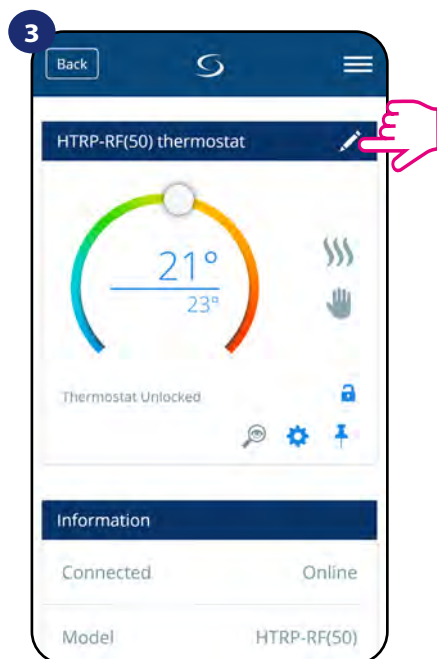 3
Back
HTRP-RF(50) thermostat
21°
23°
Thermostat Unlocked
Information
Connected Online
Model HTRP-RF(50)